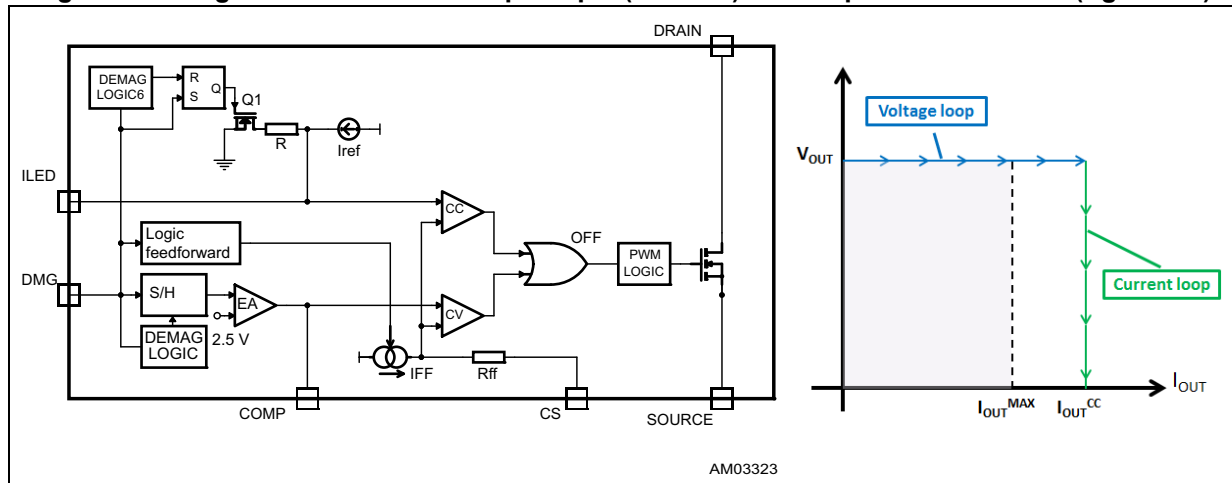 DRAIN
DEMAG
LOGIC6
R
S
Q
Q1
R
Iref
ILED
CC
Logic
feedforward
OFF
PWM
LOGIC
DMG
S/H
EA
CV
2.5 V
DEMAG
LOGIC
IFF
Rff
COMP
CS
SOURCE
AM03323
Voltage loop
VOUT
Current loop
IOUT
IOUTMAX
IOUTCC